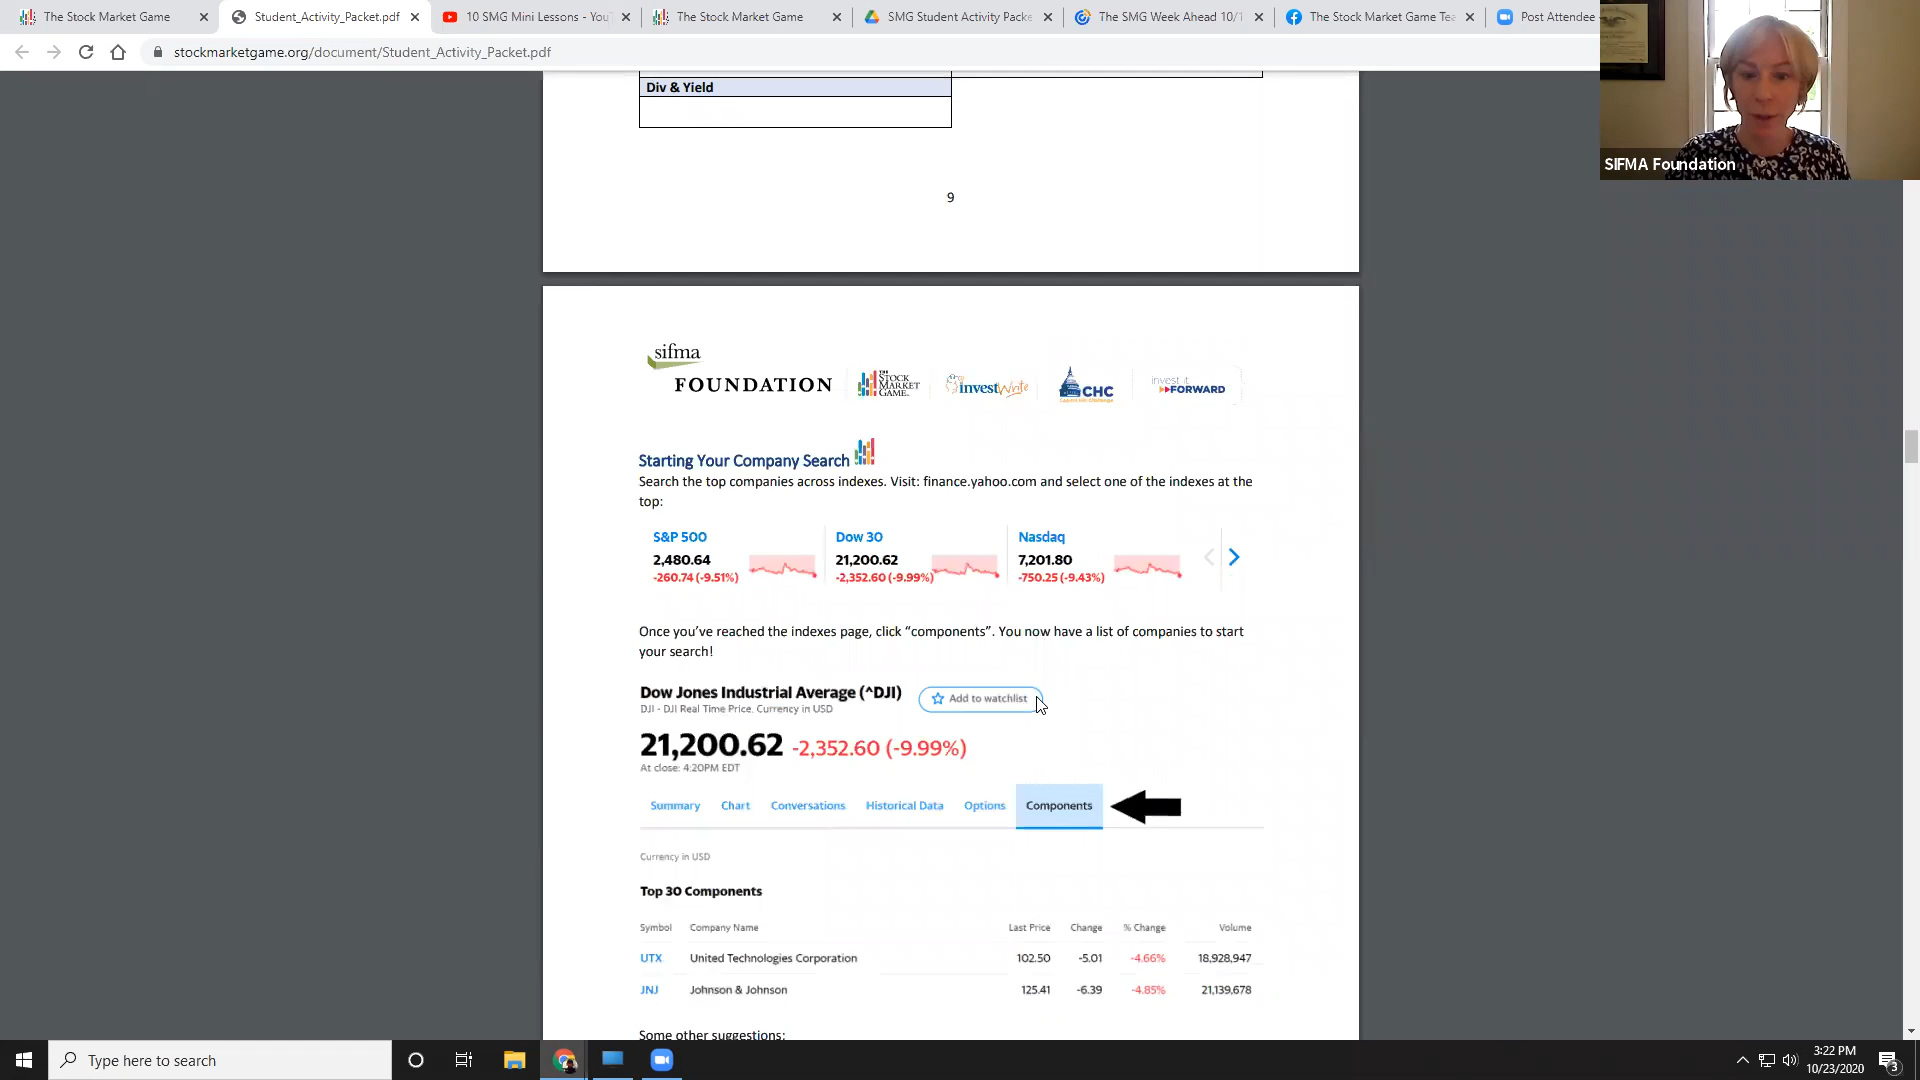 The Stock Market Game
Student_Activity_Packet.pdf
10 SMG Mini Lessons - You
The Stock Market Game
SMG Student Activity Packe
The SMG Week Ahead 10/1
The Stock Market Game Tea
Post Attendee
stockmarketgame.org/document/Student_Activity_Packet.pdf
SIFMA Foundation
Div & Yield
9
sifma
FOUNDATION
THE STOCK MARKET GAME
investWrite
CHC
invest it FORWARD
Starting Your Company Search
Search the top companies across indexes. Visit: finance.yahoo.com and select one of the indexes at the
top:
S&P 500 Dow 30 Nasdaq
2,480.64 21,200.62 7,201.80
-260.74 (-9.51%) -2,352.60 (-9.99%) -750.25 (-9.43%)
Once you've reached the indexes page, click “components”. You now have a list of companies to start
your search!
Dow Jones Industrial Average (^DJI) Add to watchlist
DJI - DJI Real Time Price. Currency in USD
21,200.62 -2,352.60 (-9.99%)
At close: 4:20PM EDT
Summary Chart Conversations Historical Data Options Components
Currency in USD
Top 30 Components
Symbol Company Name Last Price Change % Change Volume
UTX United Technologies Corporation 102.50 -5.01 -4.66% 18,928,947
JNJ Johnson & Johnson 125.41 -6.39 -4.85% 21,139,678
Some other suggestions:
Type here to search
3:22 PM
10/23/2020
3